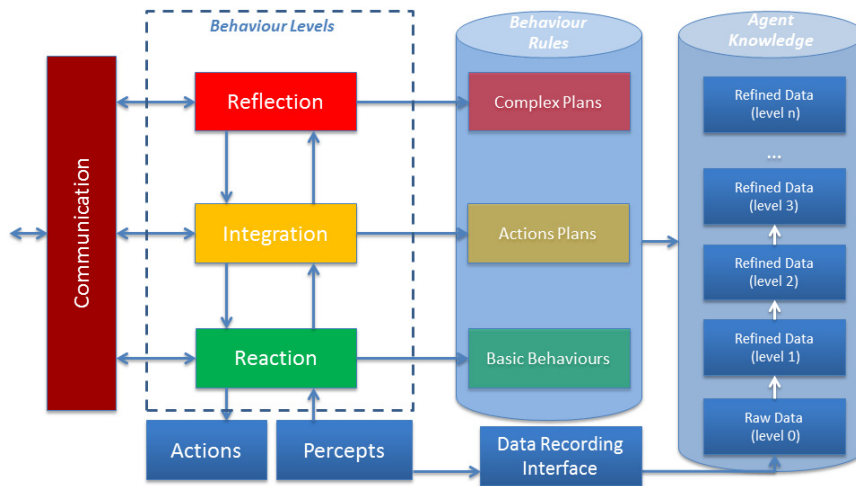 Behaviour Levels
Behaviour
Rules
Agent
Knowledge
Communication
Reflection
Complex Plans
Refined Data
(level n)
...
Integration
Actions Plans
Refined Data
(level 3)
Refined Data
(level 2)
Reaction
Basic Behaviours
Refined Data
(level 1)
Raw Data
(level 0)
Actions
Percepts
Data Recording
Interface